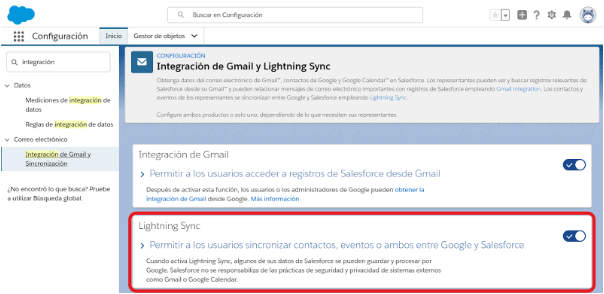 Buscar en Configuración
Configuración
Inicio
Gestor de objetos
integración
Datos
Mediciones de integración de
datos
Reglas de integración de datos
Correo electrónico
Integración de Gmail y
Sincronización
¿No encontró lo que busca? Pruebe
a utilizar Búsqueda global.
CONFIGURACIÓN
Integración de Gmail y Lightning Sync
Obtenga datos del correo electrónico de Gmail™, contactos de Google y Google Calendar™ en Salesforce. Los representantes pueden ver y buscar registros relevantes de
Salesforce desde su Gmail™ y pueden relacionar mensajes de correo electrónico importantes con registros de Salesforce empleando Gmail Integration. Los contactos y
eventos de los representantes se sincronizan entre Google y Salesforce empleando Lightning Sync.
Configure ambos productos o solo uno, dependiendo de lo que necesiten sus representantes.
Integración de Gmail
Permitir a los usuarios acceder a registros de Salesforce desde Gmail
Después de activar esta función, los usuarios o los administradores de Google pueden obtener la
integración de Gmail desde Google. Más información
Lightning Sync
Permitir a los usuarios sincronizar contactos, eventos o ambos entre Google y Salesforce
Cuando activa Lightning Sync, algunos de sus datos de Salesforce se pueden guardar y procesar por
Google. Salesforce no se responsabiliza de las prácticas de seguridad y privacidad de sistemas externos
como Gmail o Google Calendar.